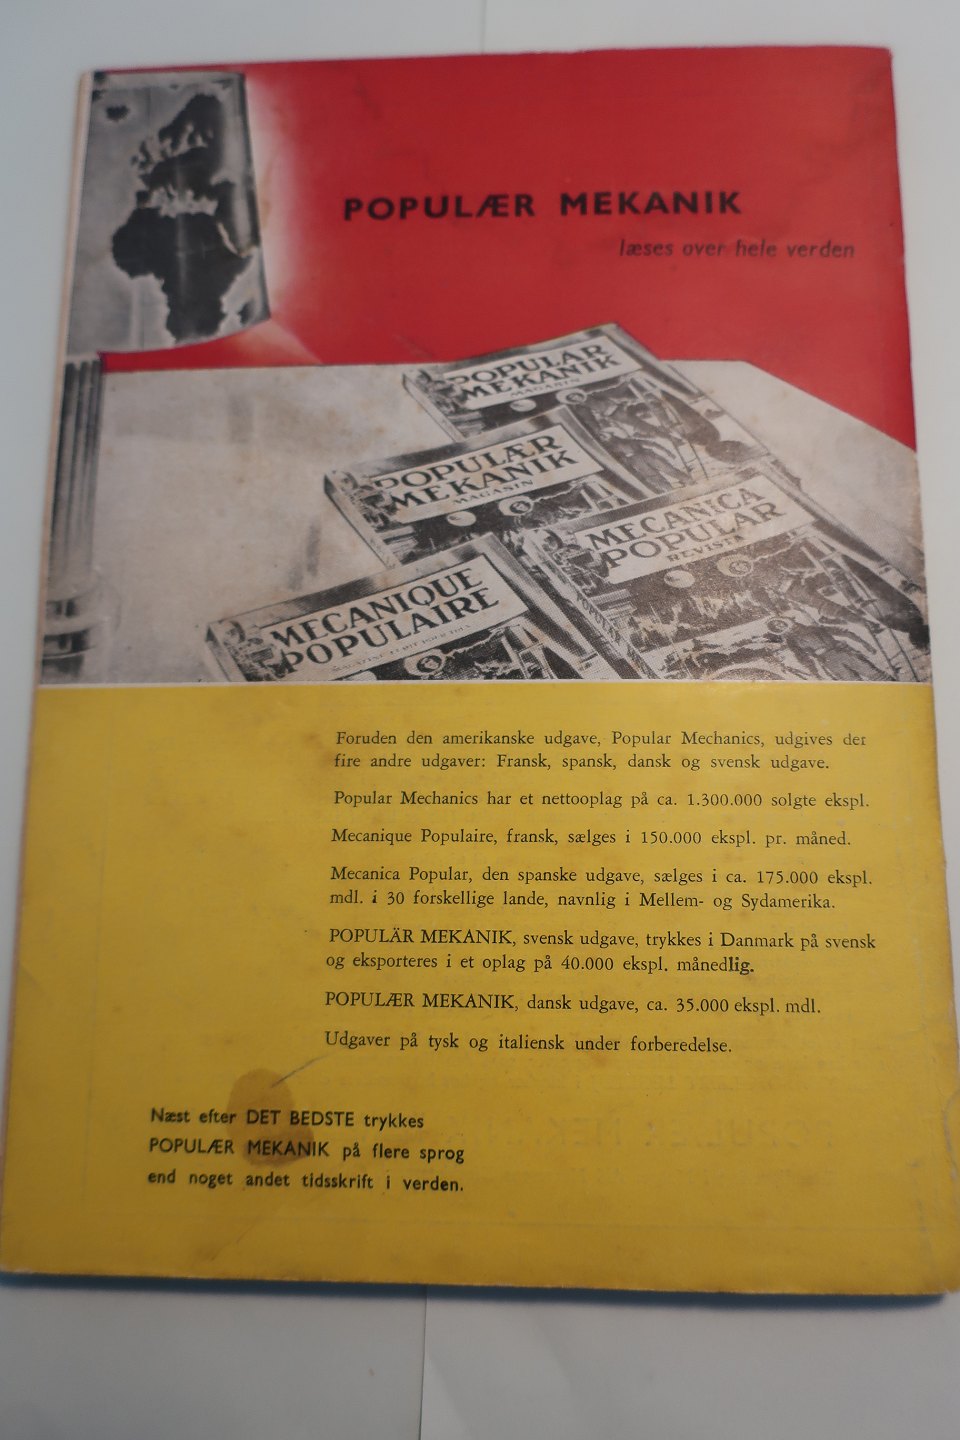 POPULÆR MEKANIK
læses over hele verden
POPULÄR
MEKANIK
MAGASIN
POPULÆR
MEKANIK
MAGASIN
MECANICA
POPULAR
REVISTA
MECANIQUE
POPULAIRE
Foruden den amerikanske udgave, Popular Mechanics, udgives der
fire andre udgaver: Fransk, spansk, dansk og svensk udgave.
Popular Mechanics har et nettooplag på ca. 1.300.000 solgte ekspl.
Mecanique Populaire, fransk, sælges i 150.000 ekspl. pr. måned.
Mecanica Popular, den spanske udgave, sælges i ca. 175.000 ekspl.
mdl. i 30 forskellige lande, navnlig i Mellem- og Sydamerika.
POPULÄR MEKANIK, svensk udgave, trykkes i Danmark på svensk
og eksporteres i et oplag på 40.000 ekspl. månedlig.
POPULÆR MEKANIK, dansk udgave, ca. 35.000 ekspl. mdl.
Udgaver på tysk og italiensk under forberedelse.
Næst efter DET BEDSTE trykkes
POPULÆR MEKANIK på flere sprog
end noget andet tidsskrift i verden.